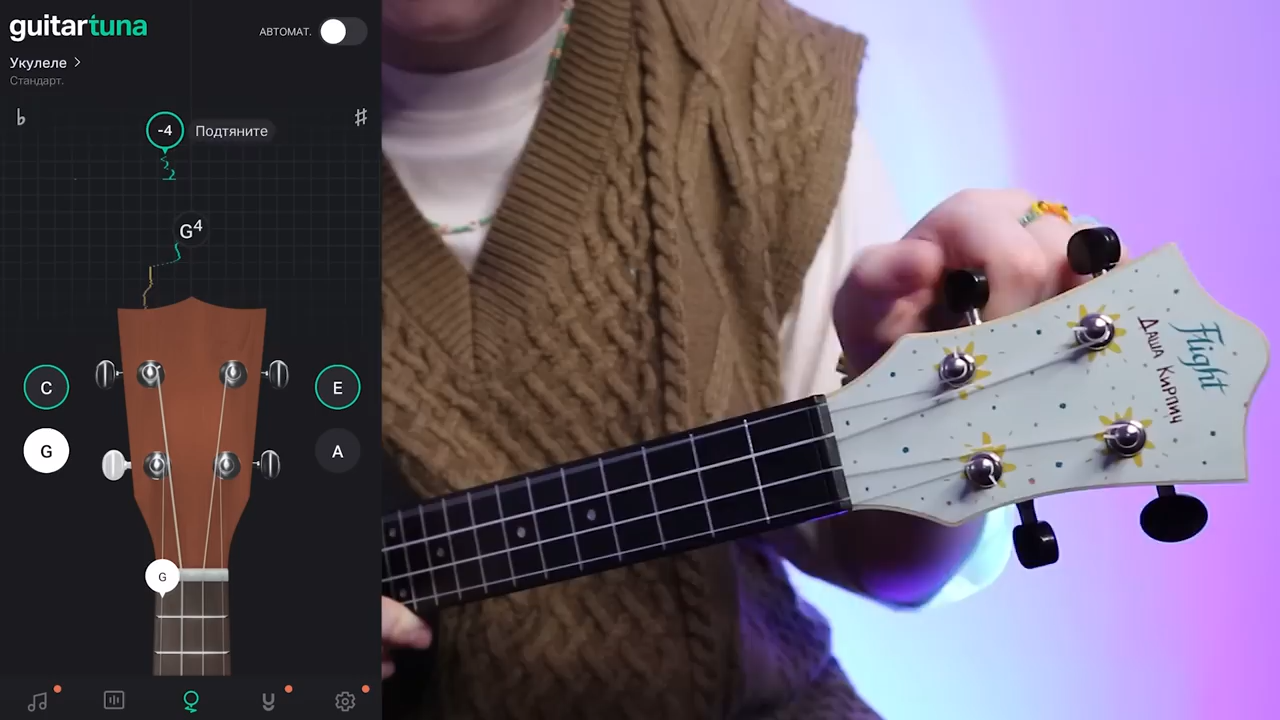 guitartuna
АВТОМАТ.
Укулеле >
Стандарт.
♭
-4
Подтяните
♯
G4
C
E
G
A
G
Flight
Даша Кирпич